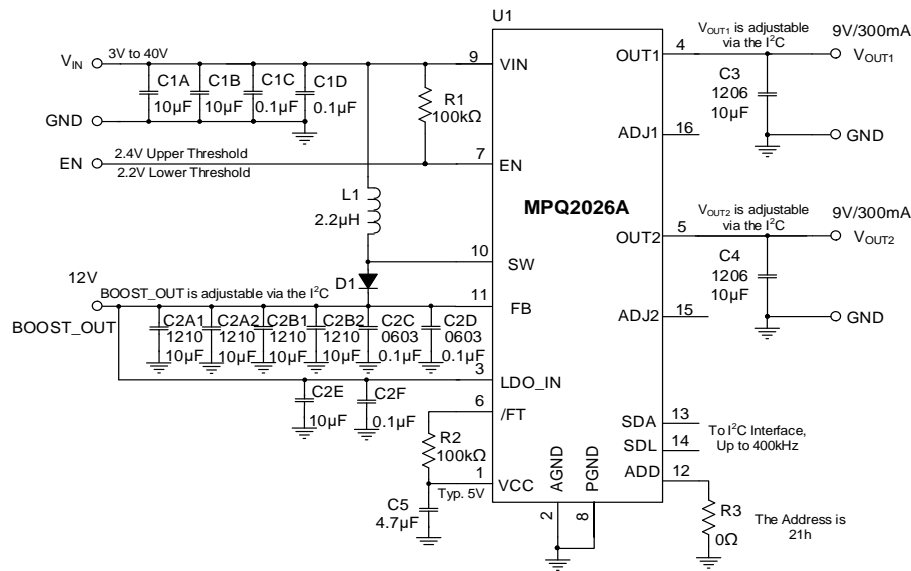 U1
V_IN
3V to 40V
C1A
10µF
C1B
10µF
C1C
0.1µF
C1D
0.1µF
GND
R1
100kΩ
EN
2.4V Upper Threshold
2.2V Lower Threshold
L1
2.2µH
D1
12V
BOOST_OUT is adjustable via the I²C
BOOST_OUT
C2A1
1210
10µF
C2A2
1210
10µF
C2B1
1210
10µF
C2B2
1210
10µF
C2C
0603
0.1µF
C2D
0603
0.1µF
C2E
10µF
C2F
0.1µF
R2
100kΩ
Typ. 5V
C5
4.7µF
9
VIN
7
EN
10
SW
11
FB
3
LDO_IN
6
/FT
1
VCC
MPQ2026A
AGND
2
PGND
8
OUT1
4
ADJ1
16
OUT2
5
ADJ2
15
SDA
13
SDL
14
ADD
12
V_OUT1 is adjustable
via the I²C
9V/300mA
V_OUT1
C3
1206
10µF
GND
V_OUT2 is adjustable
via the I²C
9V/300mA
V_OUT2
C4
1206
10µF
GND
To I²C Interface,
Up to 400kHz
R3
0Ω
The Address is
21h